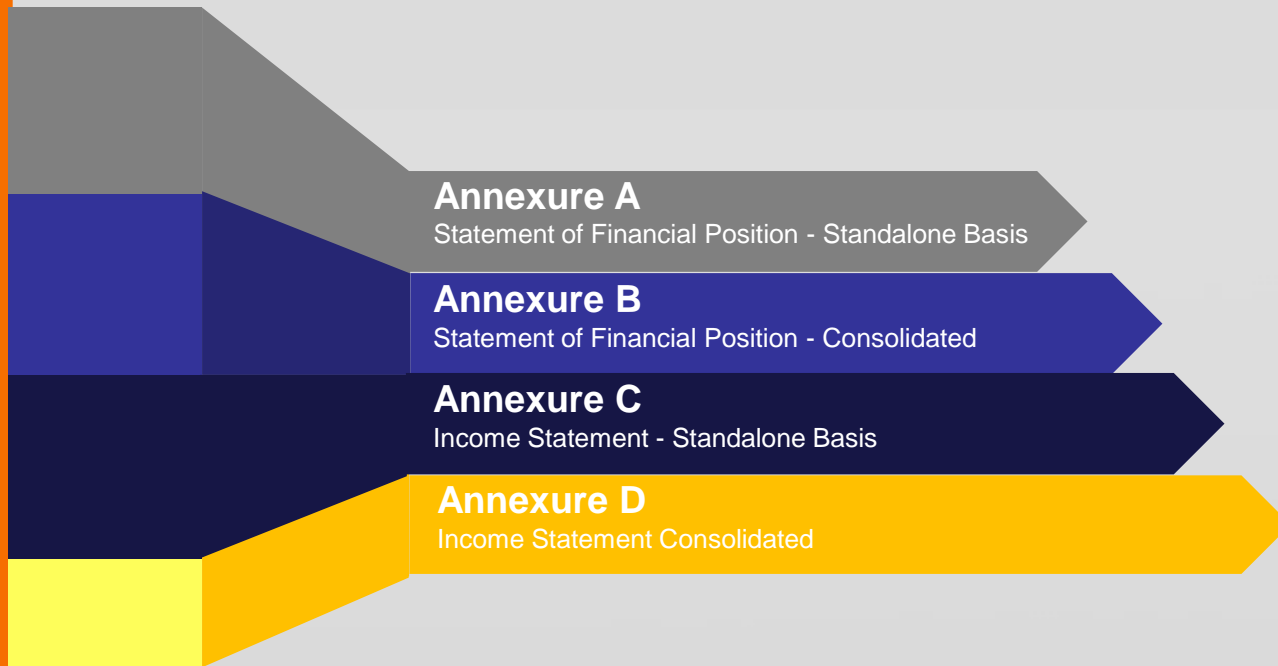 Annexure A
Statement of Financial Position - Standalone Basis
Annexure B
Statement of Financial Position - Consolidated
Annexure C
Income Statement - Standalone Basis
Annexure D
Income Statement Consolidated